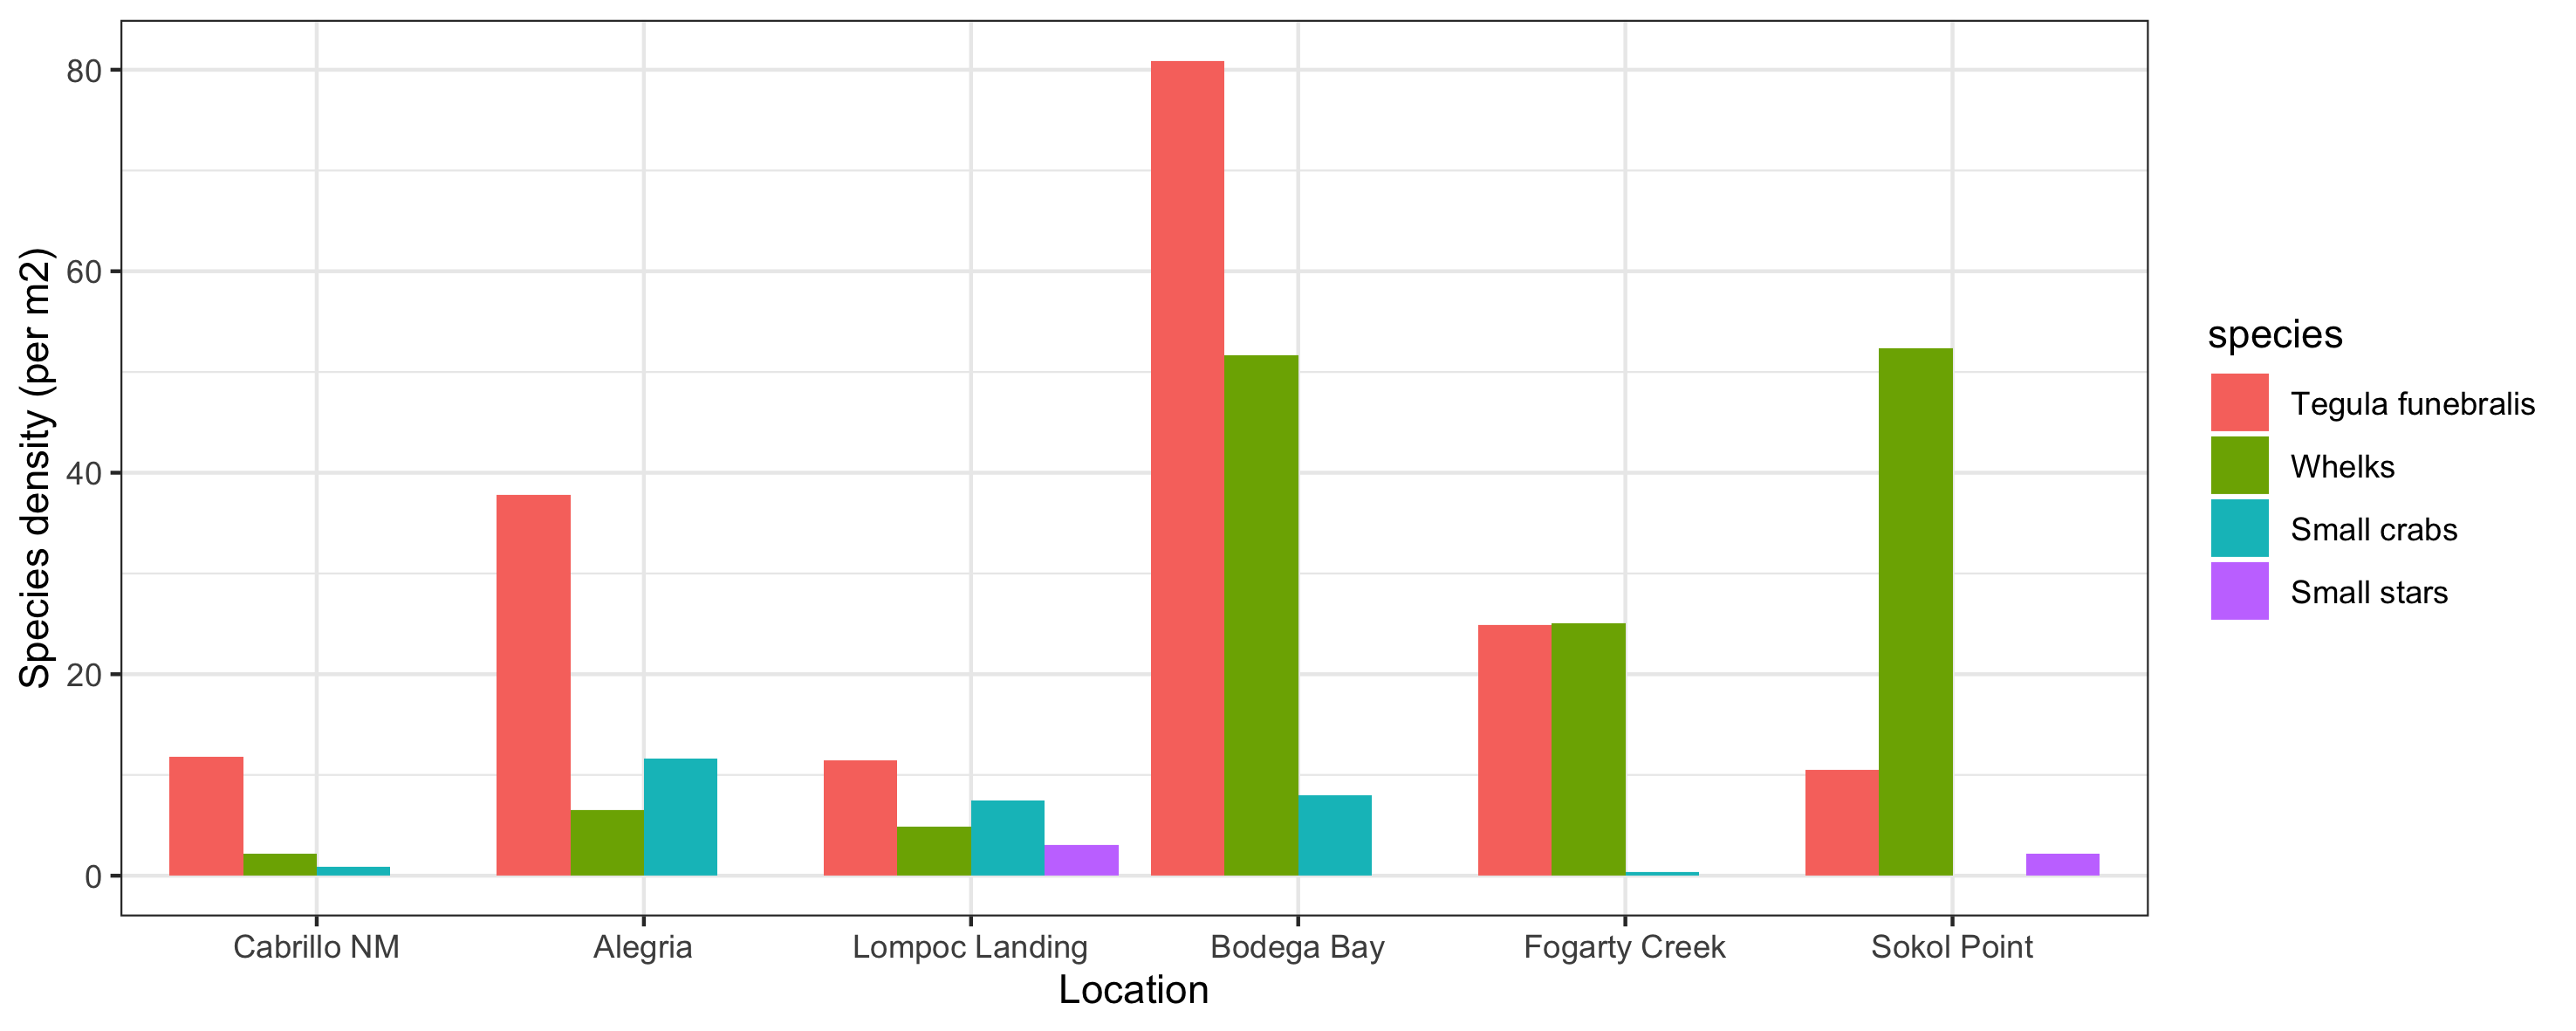 Species density (per m2)
80
60
40
20
0
Cabrillo NM
Alegria
Lompoc Landing
Bodega Bay
Fogarty Creek
Sokol Point
Location
species
Tegula funebralis
Whelks
Small crabs
Small stars